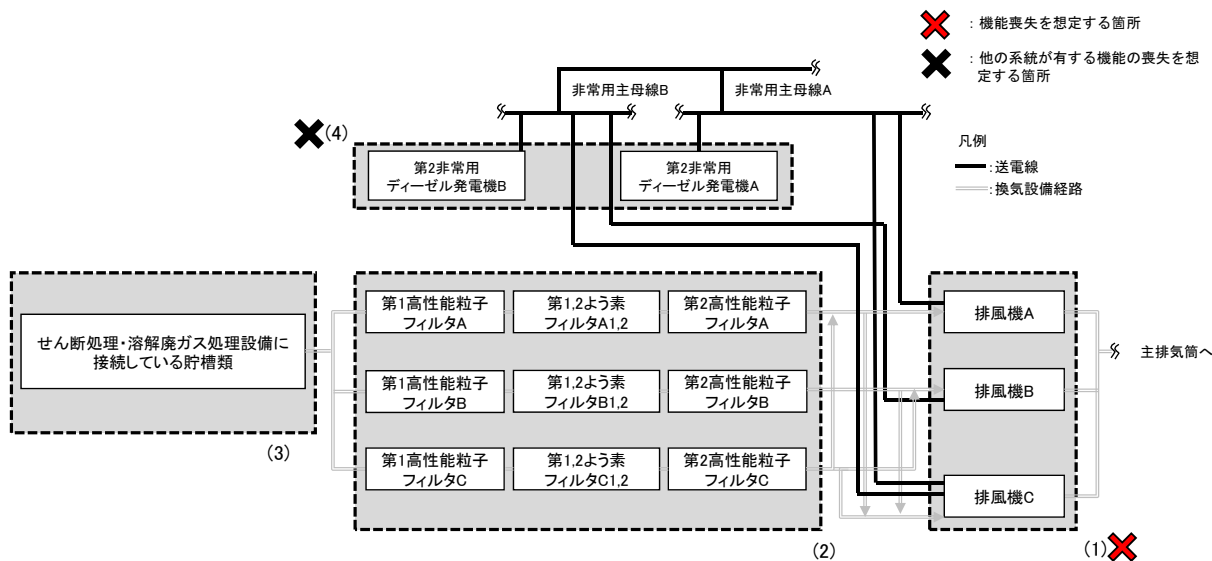 ：機能喪失を想定する箇所
：他の系統が有する機能の喪失を想
定する箇所
非常用主母線B
非常用主母線A
凡例
：送電線
：換気設備経路
(4)
第2非常用
ディーゼル発電機B
第2非常用
ディーゼル発電機A
せん断処理・溶解廃ガス処理設備に
接続している貯槽類
(3)
第1高性能粒子
フィルタA
第1,2よう素
フィルタA1,2
第2高性能粒子
フィルタA
第1高性能粒子
フィルタB
第1,2よう素
フィルタB1,2
第2高性能粒子
フィルタB
第1高性能粒子
フィルタC
第1,2よう素
フィルタC1,2
第2高性能粒子
フィルタC
(2)
排風機A
排風機B
排風機C
主排気筒へ
(1)